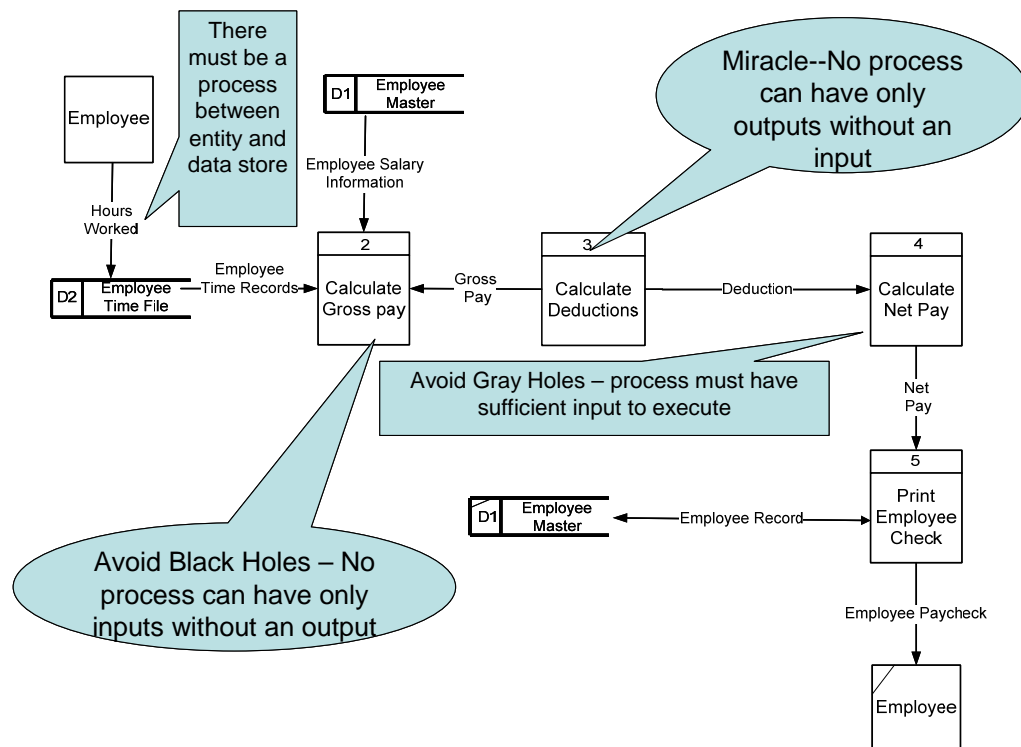 There
must be a
process
between
entity and
data store
Employee
D1
Employee
Master
Miracle--No process
can have only
outputs without an
input
Employee Salary
Information
Hours
Worked
D2
Employee
Time File
Employee
Time Records
2
Calculate
Gross pay
Gross
Pay
3
Calculate
Deductions
Deduction
4
Calculate
Net Pay
Avoid Gray Holes – process must have
sufficient input to execute
Net
Pay
5
Print
Employee
Check
D1
Employee
Master
Employee Record
Avoid Black Holes – No
process can have only
inputs without an output
Employee Paycheck
Employee